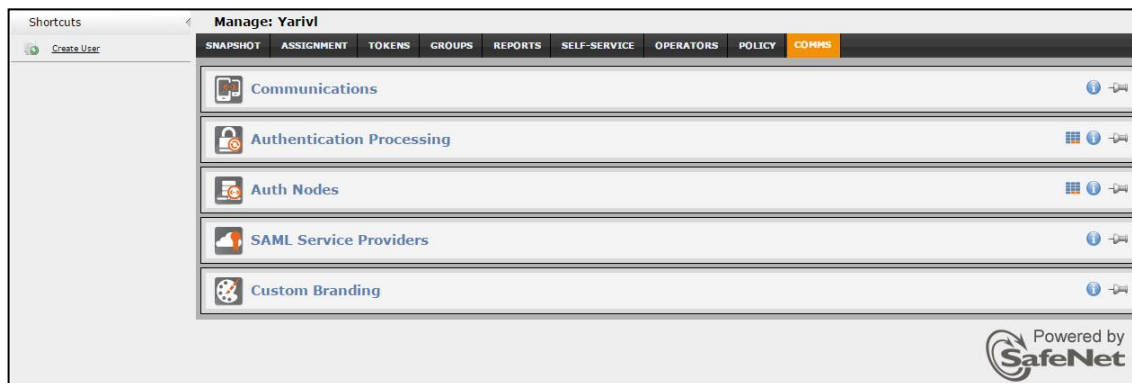 Shortcuts
Create User
Manage: Yarivl
SNAPSHOT ASSIGNMENT TOKENS GROUPS REPORTS SELF-SERVICE OPERATORS POLICY COMMS
Communications
Authentication Processing
Auth Nodes
SAML Service Providers
Custom Branding
Powered by
SafeNet